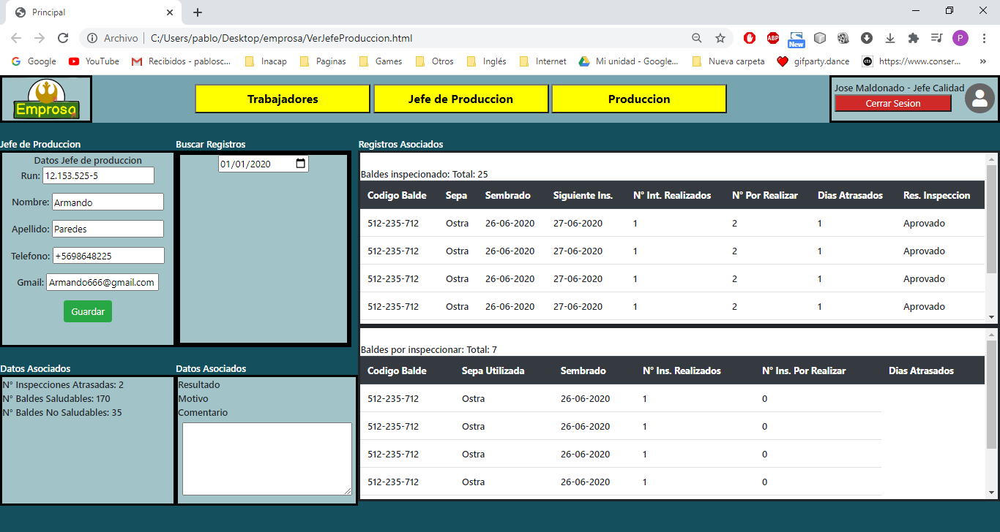 Principal
Archivo C:/Users/pablo/Desktop/emprosa/VerJefeProduccion.html
ABP
New
P
Google YouTube Recibidos - pablosc... Inacap Paginas Games Otros Inglés Internet Mi unidad - Google... Nueva carpeta gifparty.dance cts https://www.conser... »
Emprosa
Trabajadores Jefe de Produccion Produccion
Jose Maldonado - Jefe Calidad
Cerrar Sesion
Jefe de Produccion
Datos Jefe de produccion
Run: 12.153.525-5
Nombre: Armando
Apellido: Paredes
Telefono: +5698648225
Gmail: Armando666@gmail.com
Guardar
Buscar Registros
01/01/2020
Datos Asociados
N° Inspecciones Atrasadas: 2
N° Baldes Saludables: 170
N° Baldes No Saludables: 35
Datos Asociados
Resultado
Motivo
Comentario
Registros Asociados
Baldes inspecionado: Total: 25
Codigo Balde Sepa Sembrado Siguiente Ins. N° Int. Realizados N° Por Realizar Dias Atrasados Res. Inspeccion
512-235-712 Ostra 26-06-2020 27-06-2020 1 2 1 Aprovado
512-235-712 Ostra 26-06-2020 27-06-2020 1 2 1 Aprovado
512-235-712 Ostra 26-06-2020 27-06-2020 1 2 1 Aprovado
512-235-712 Ostra 26-06-2020 27-06-2020 1 2 1 Aprovado
Baldes por inspeccionar: Total: 7
Codigo Balde Sepa Utilizada Sembrado N° Ins. Realizados N° Ins. Por Realizar Dias Atrasados
512-235-712 Ostra 26-06-2020 1 0
512-235-712 Ostra 26-06-2020 1 0
512-235-712 Ostra 26-06-2020 1 0
512-235-712 Ostra 26-06-2020 1 0